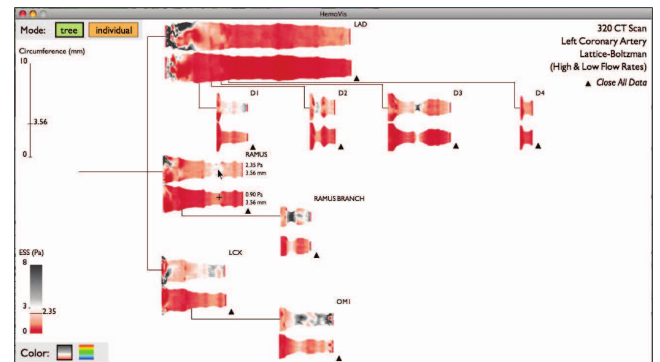 HemoVis
Mode: tree individual
LAD
320 CT Scan
Left Coronary Artery
Lattice-Boltzman
(High & Low Flow Rates)
▲ Close All Data
Circumference (mm)
10
3.56
0
D1
D2
D3
D4
RAMUS
2.35 Pa
3.56 mm
0.90 Pa
3.56 mm
RAMUS BRANCH
LCX
OM1
ESS (Pa)
8
3
2.35
0
Color: